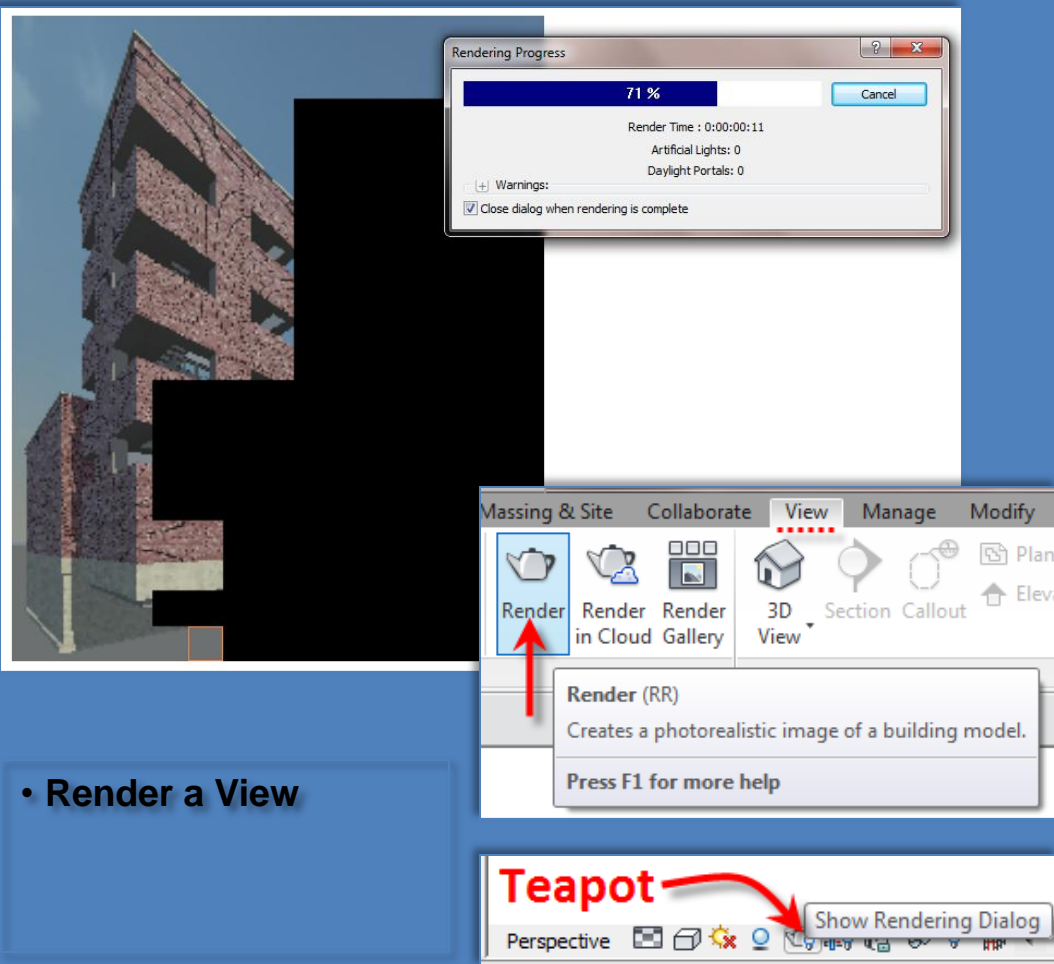 Rendering Progress
71 %
Cancel
Render Time : 0:00:00:11
Artificial Lights: 0
Daylight Portals: 0
Warnings:
Close dialog when rendering is complete
Massing & Site Collaborate View Manage Modify
Render Render in Cloud Render Gallery 3D View Section Callout Plan
Eleva
Render (RR)
Creates a photorealistic image of a building model.
Press F1 for more help
• Render a View
Teapot
Show Rendering Dialog
Perspective